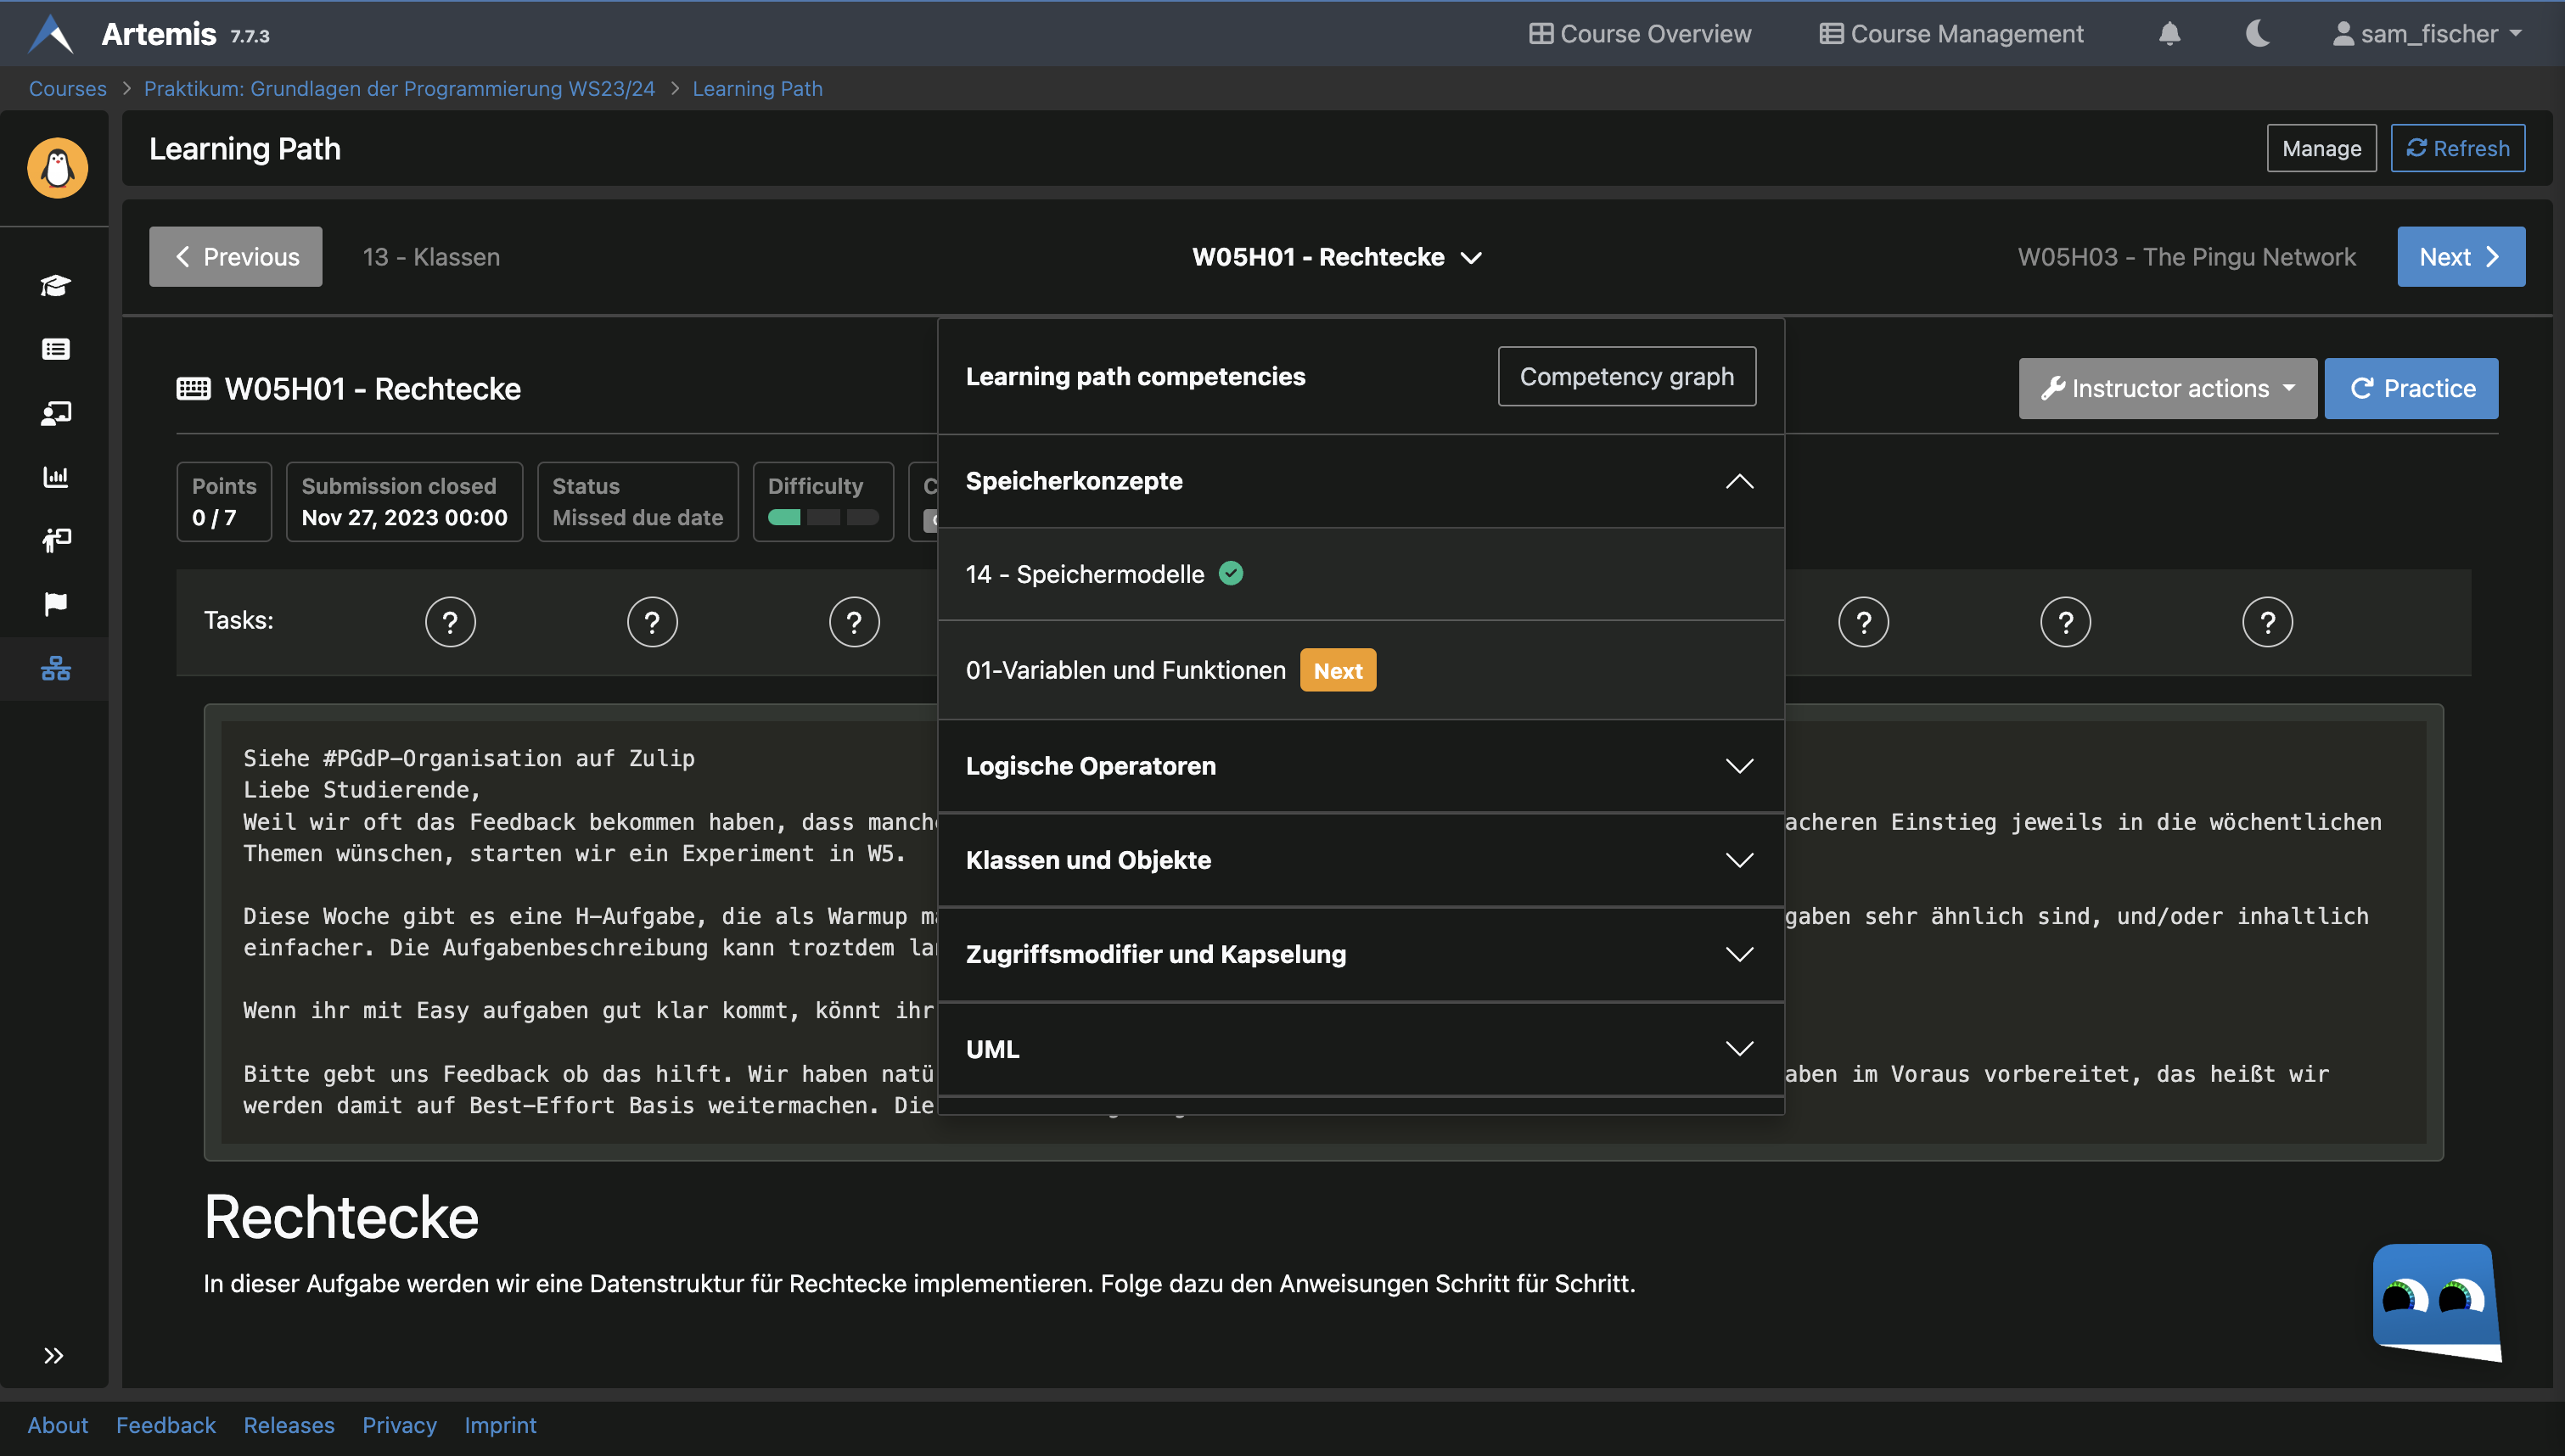 Artemis 7.7.3
Course Overview
Course Management
sam_fischer
Courses > Praktikum: Grundlagen der Programmierung WS23/24 > Learning Path
Learning Path
Manage
Refresh
Previous
13 - Klassen
W05H01 - Rechtecke
W05H03 - The Pingu Network
Next
W05H01 - Rechtecke
Instructor actions
Practice
Points
0 / 7
Submission closed
Nov 27, 2023 00:00
Status
Missed due date
Difficulty
C
Tasks:
?
?
?
?
?
?
Learning path competencies
Competency graph
Speicherkonzepte
14 - Speichermodelle
01-Variablen und Funktionen
Next
Logische Operatoren
Klassen und Objekte
Zugriffsmodifier und Kapselung
UML
Siehe #PGdP-Organisation auf Zulip
Liebe Studierende,
Weil wir oft das Feedback bekommen haben, dass manch acheren Einstieg jeweils in die wöchentlichen
Themen wünschen, starten wir ein Experiment in W5.
Diese Woche gibt es eine H-Aufgabe, die als Warmup m gaben sehr ähnlich sind, und/oder inhaltlich
einfacher. Die Aufgabenbeschreibung kann troztdem la
Wenn ihr mit Easy aufgaben gut klar kommt, könnt ihr
Bitte gebt uns Feedback ob das hilft. Wir haben natü aben im Voraus vorbereitet, das heißt wir
werden damit auf Best-Effort Basis weitermachen. Die
Rechtecke
In dieser Aufgabe werden wir eine Datenstruktur für Rechtecke implementieren. Folge dazu den Anweisungen Schritt für Schritt.
About
Feedback
Releases
Privacy
Imprint